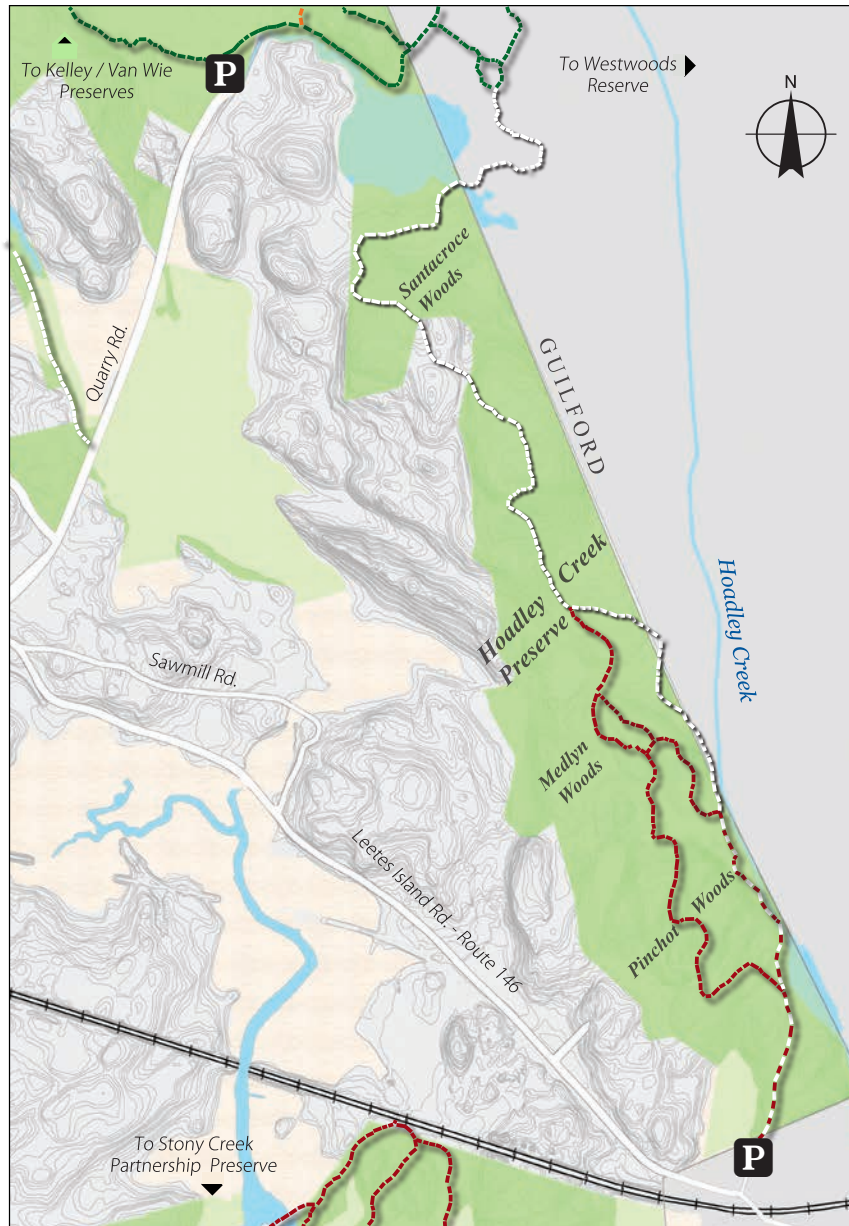 To Kelley / Van Wie
Preserves
P
To Westwoods
Reserve
N
Santacroce
Woods
Quarry Rd.
GUILFORD
Hoadley Creek
Preserve
Hoadley Creek
Sawmill Rd.
Medlyn
Woods
Leetes Island Rd. - Route 146
Pinchot Woods
To Stony Creek
Partnership Preserve
P